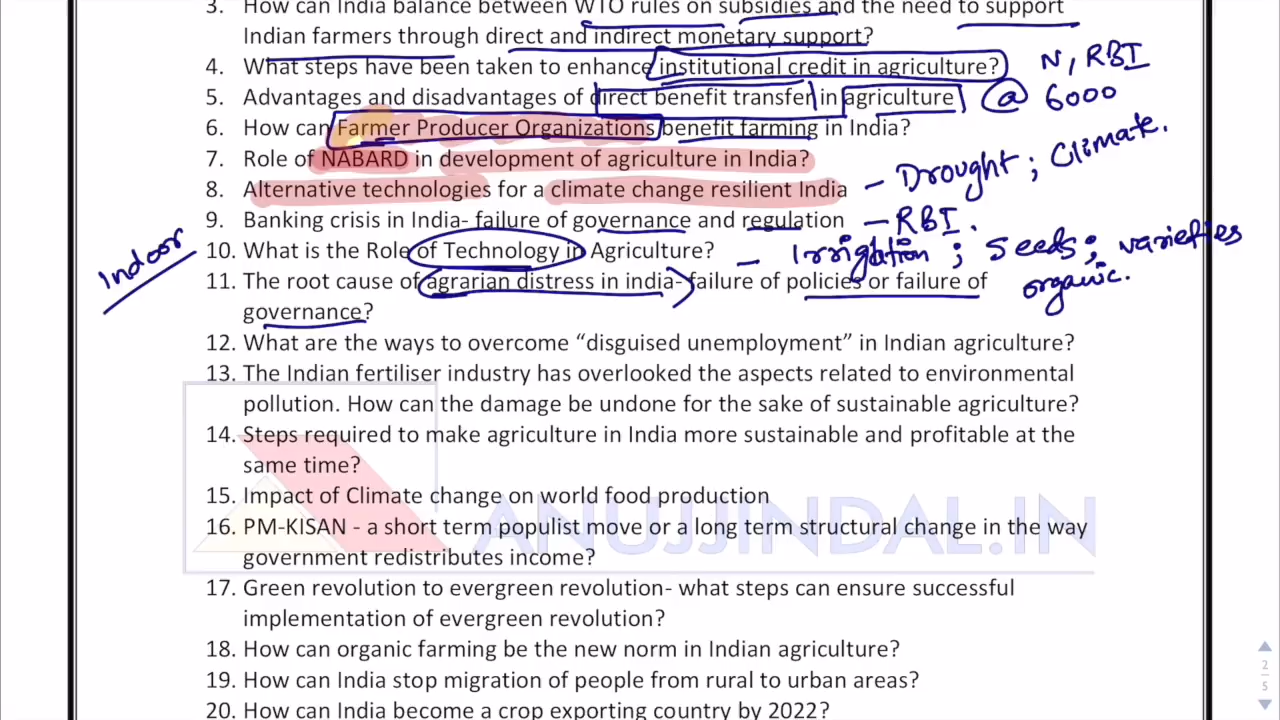 3. How can India balance between WTO rules on subsidies and the need to support
Indian farmers through direct and indirect monetary support?
4. What steps have been taken to enhance institutional credit in agriculture? N, RBI
5. Advantages and disadvantages of direct benefit transfer in agriculture @ 6000
6. How can Farmer Producer Organizations benefit farming in India?
7. Role of NABARD in development of agriculture in India?
8. Alternative technologies for a climate change resilient India - Drought ; Climate.
9. Banking crisis in India- failure of governance and regulation - RBI.
Indoor
10. What is the Role of Technology in Agriculture? - Irrigation ; Seeds ; varieties
organic.
11. The root cause of agrarian distress in india- failure of policies or failure of
governance?
12. What are the ways to overcome “disguised unemployment” in Indian agriculture?
13. The Indian fertiliser industry has overlooked the aspects related to environmental
pollution. How can the damage be undone for the sake of sustainable agriculture?
14. Steps required to make agriculture in India more sustainable and profitable at the
same time?
15. Impact of Climate change on world food production
16. PM-KISAN - a short term populist move or a long term structural change in the way
government redistributes income?
ANUJJINDAL.IN
17. Green revolution to evergreen revolution- what steps can ensure successful
implementation of evergreen revolution?
18. How can organic farming be the new norm in Indian agriculture?
19. How can India stop migration of people from rural to urban areas?
20. How can India become a crop exporting country by 2022?
2
5